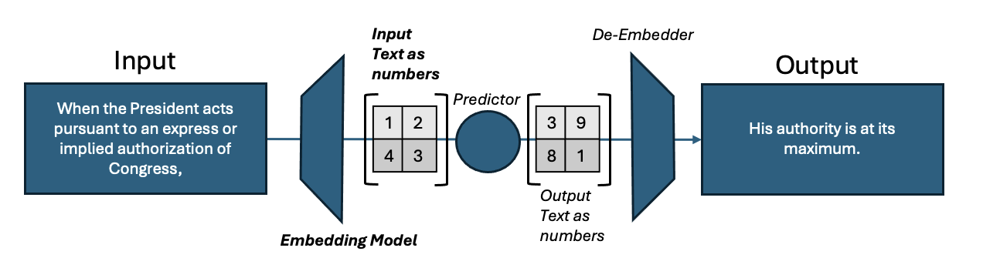 Input
When the President acts
pursuant to an express or
implied authorization of
Congress,
Embedding Model
Input
Text as
numbers
1 2
4 3
Predictor
3 9
8 1
Output
Text as
numbers
De-Embedder
Output
His authority is at its
maximum.